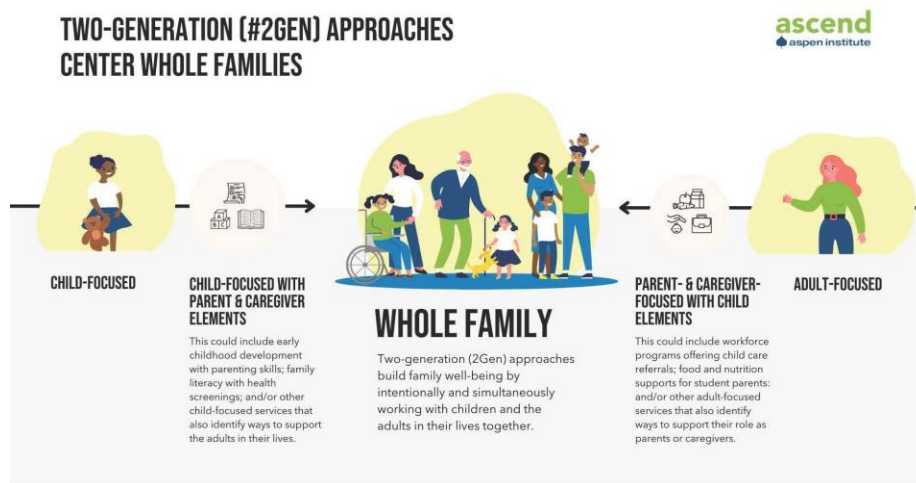 TWO-GENERATION (#2GEN) APPROACHES
CENTER WHOLE FAMILIES
ascend
aspen institute
CHILD-FOCUSED
CHILD-FOCUSED WITH
PARENT & CAREGIVER
ELEMENTS
This could include early
childhood development
with parenting skills; family
literacy with health
screenings; and/or other
child-focused services that
also identify ways to support
the adults in their lives.
WHOLE FAMILY
Two-generation (2Gen) approaches
build family well-being by
intentionally and simultaneously
working with children and the
adults in their lives together.
PARENT- & CAREGIVER-
FOCUSED WITH CHILD
ELEMENTS
This could include workforce
programs offering child care
referrals; food and nutrition
supports for student parents:
and/or other adult-focused
services that also identify
ways to support their role as
parents or caregivers.
ADULT-FOCUSED